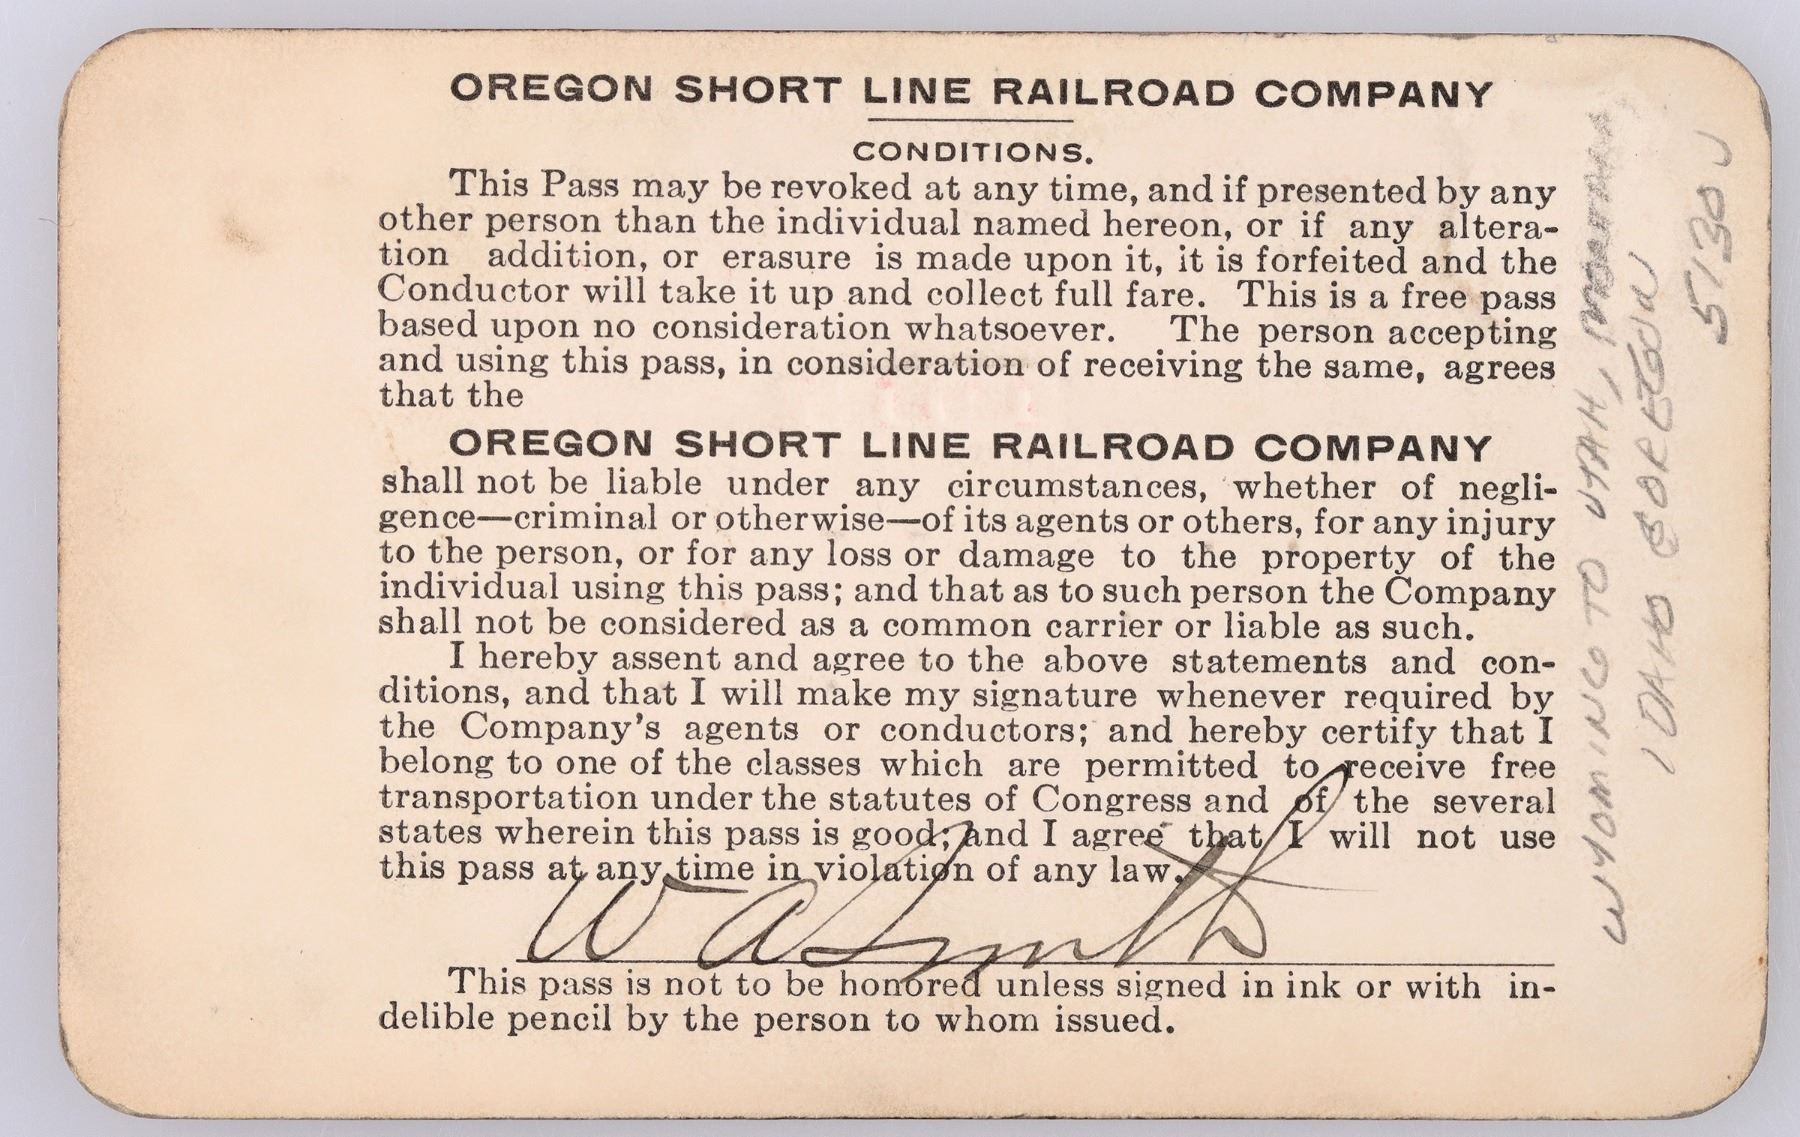 OREGON SHORT LINE RAILROAD COMPANY
CONDITIONS.
This Pass may be revoked at any time, and if presented by any
other person than the individual named hereon, or if any altera-
tion addition, or erasure is made upon it, it is forfeited and the
Conductor will take it up and collect full fare. This is a free pass
based upon no consideration whatsoever. The person accepting
and using this pass, in consideration of receiving the same, agrees
that the
OREGON SHORT LINE RAILROAD COMPANY
shall not be liable under any circumstances, whether of negli-
gence—criminal or otherwise—of its agents or others, for any injury
to the person, or for any loss or damage to the property of the
individual using this pass; and that as to such person the Company
shall not be considered as a common carrier or liable as such.
I hereby assent and agree to the above statements and con-
ditions, and that I will make my signature whenever required by
the Company's agents or conductors; and hereby certify that I
belong to one of the classes which are permitted to receive free
transportation under the statutes of Congress and of the several
states wherein this pass is good; and I agree that I will not use
this pass at any time in violation of any law.
W A Smith
This pass is not to be honored unless signed in ink or with in-
delible pencil by the person to whom issued.
WYOMING TO UTAH,
IDAHO & OREGON
5130